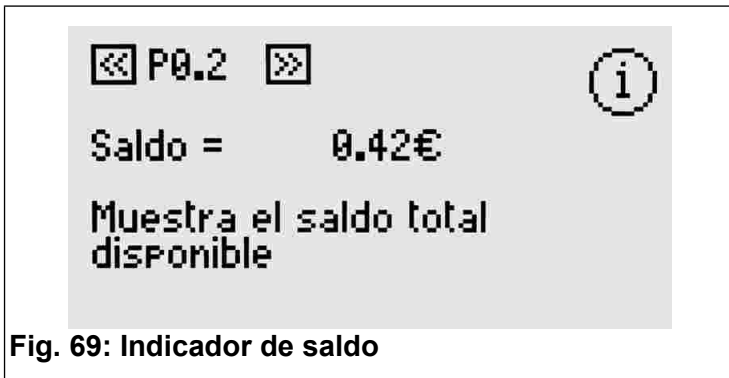 « P0.2 »
i
Saldo = 0.42€
Muestra el saldo total
disponible
Fig. 69: Indicador de saldo